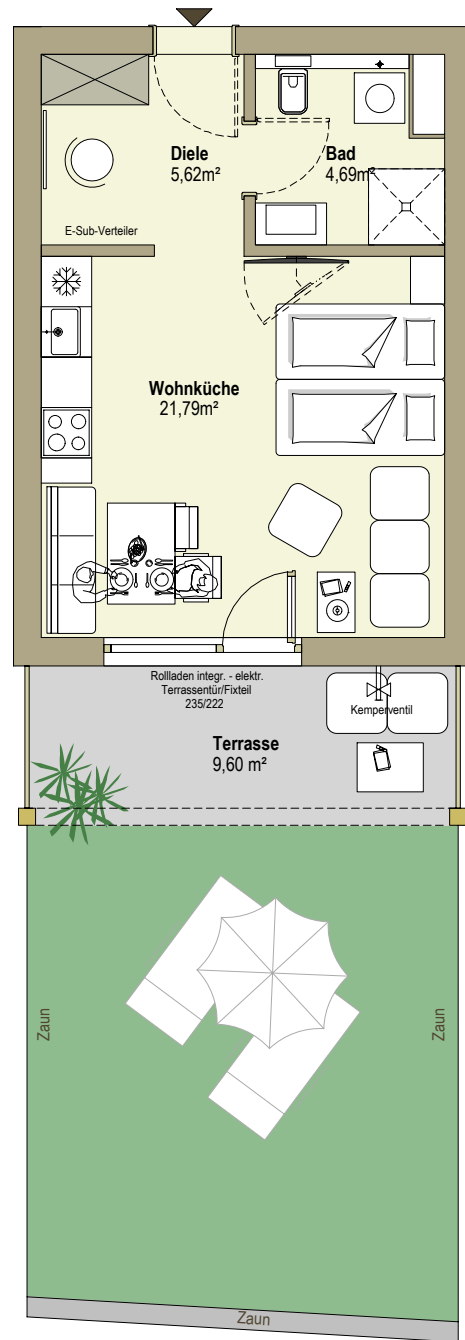 Diele
5,62m²
Bad
4,69m²
E-Sub-Verteiler
Wohnküche
21,79m²
Rollladen integr. - elektr.
Terrassentür/Fixteil
235/222
Kemperventil
Terrasse
9,60 m²
Zaun
Zaun
Zaun